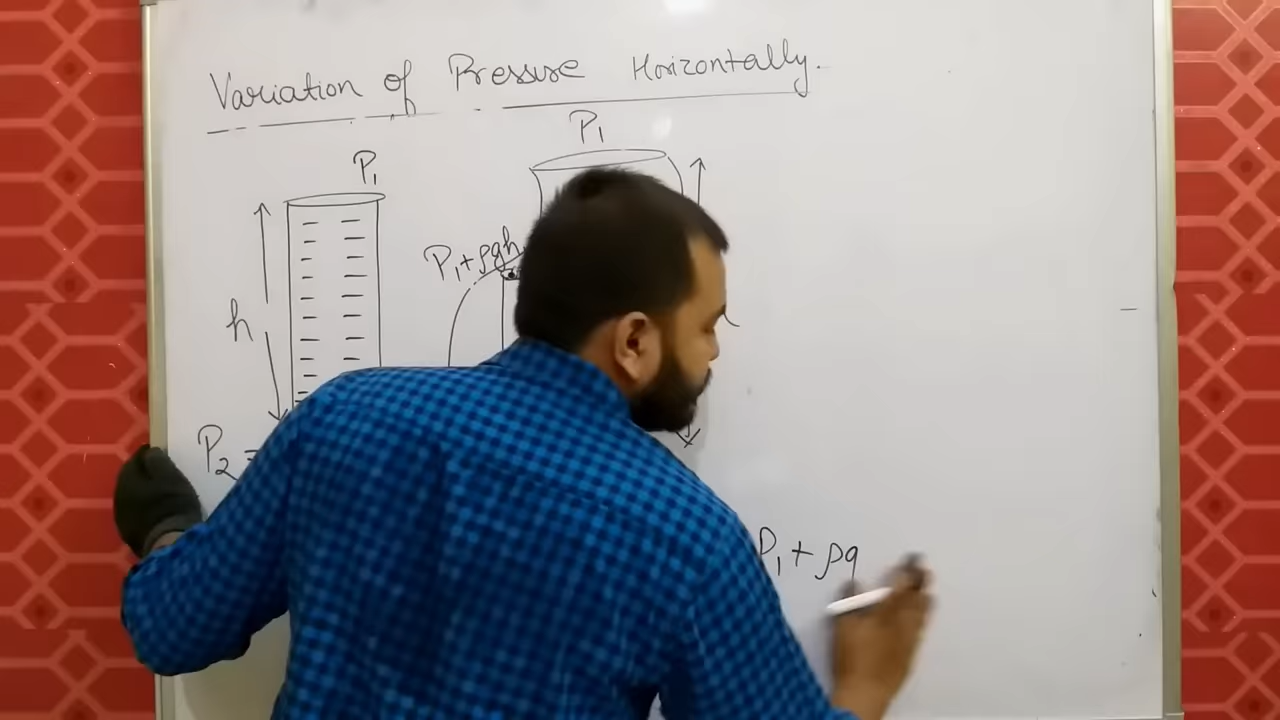 Variation of Pressure Horizontally.
P₁
P₁
P₁+ρgh
h
P₂ =
P₁+ρg